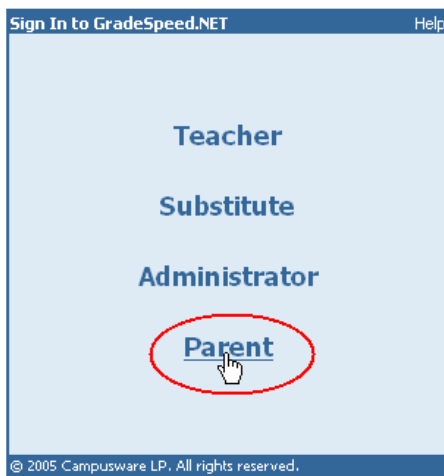 Sign In to GradeSpeed.NET Help
Teacher
Substitute
Administrator
Parent
© 2005 Campusware LP. All rights reserved.